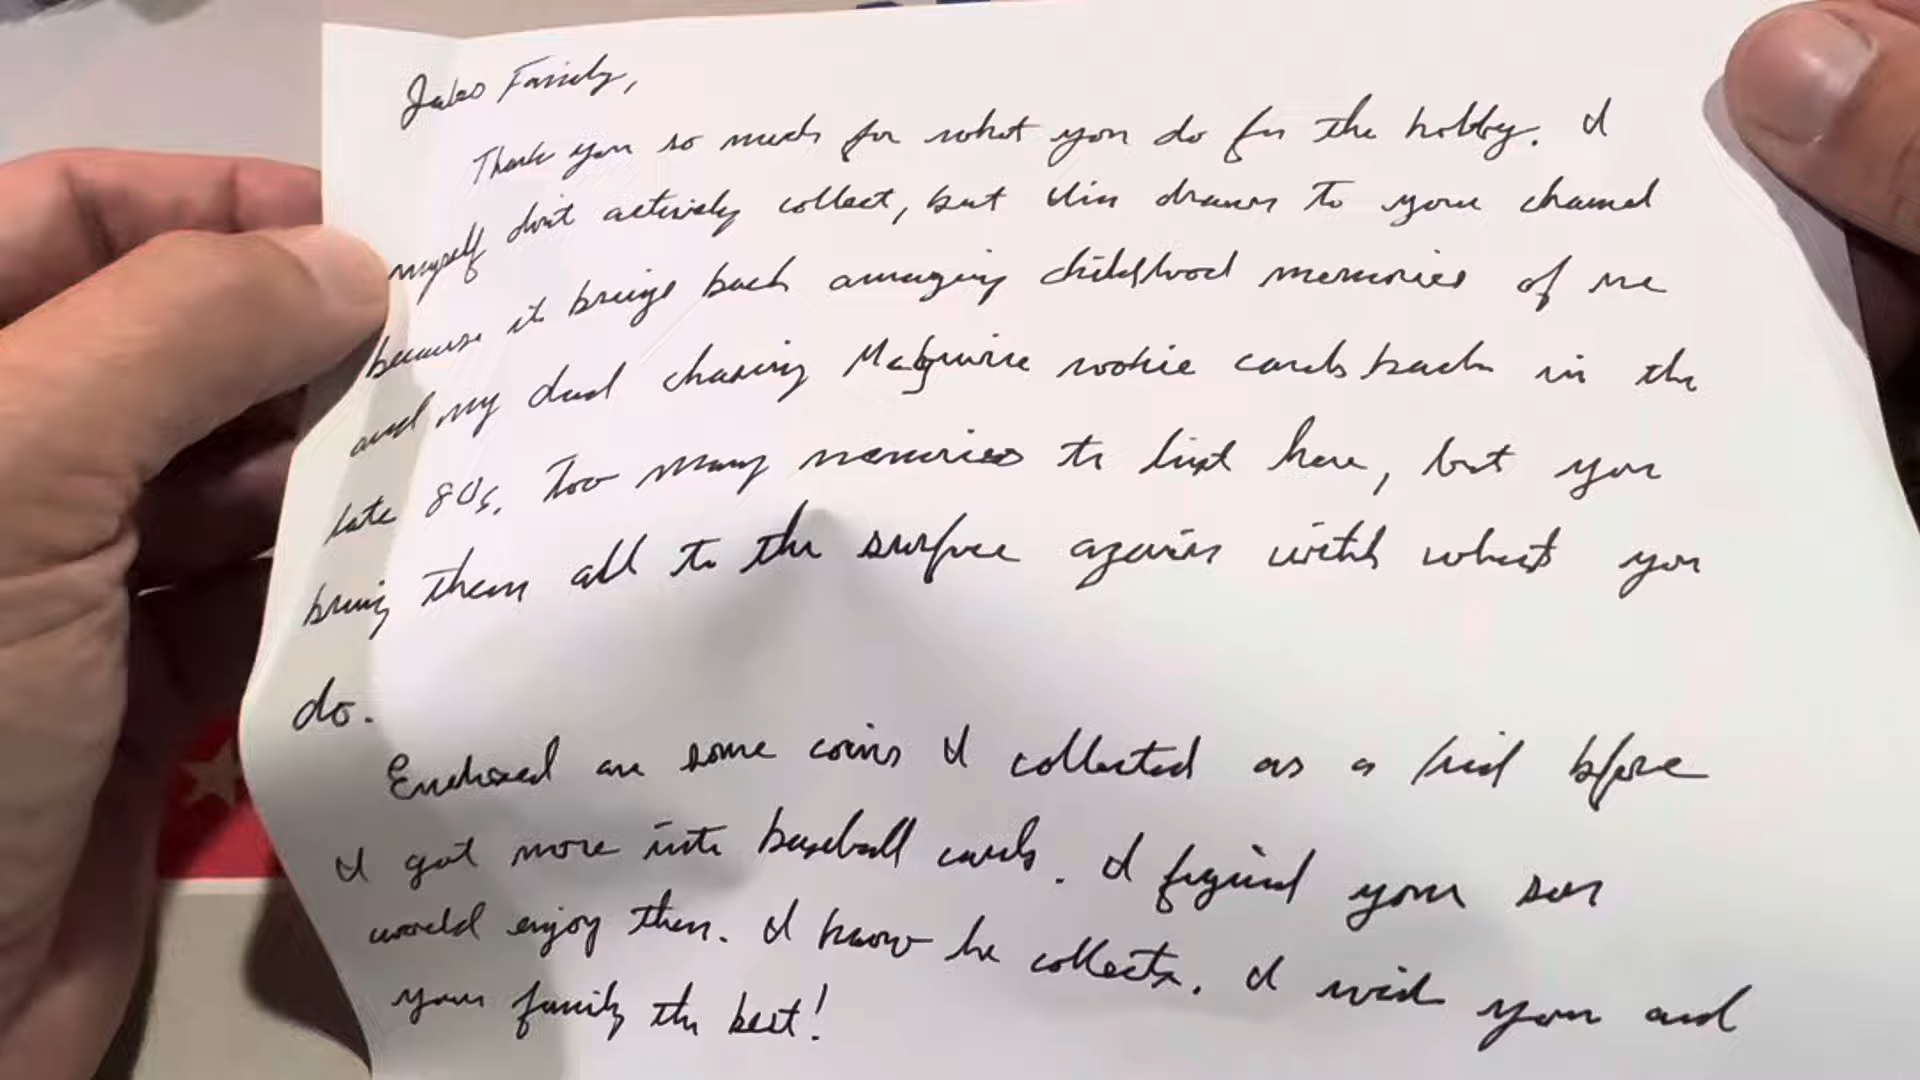 Jabs Family,
Thank you so much for what you do for the hobby. I
myself don't actively collect, but I'm drawn to your channel
because it brings back amazing childhood memories of me
and my dad chasing McGwire rookie cards back in the
late 80s. Too many memories to list here, but you
bring them all to the surface again with what you
do.
Enclosed are some coins I collected as a kid before
I got more into baseball cards. I figured your son
would enjoy them. I know he collects. I wish you and
your family the best!